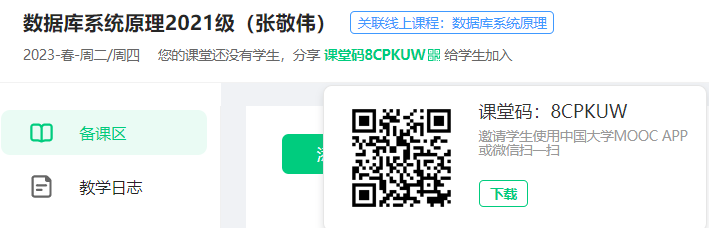 数据库系统原理2021级（张敬伟） 关联线上课程：数据库系统原理
2023-春-周二/周四 您的课堂还没有学生，分享 课堂码8CPKUW 给学生加入
备课区
教学日志
课堂码：8CPKUW
邀请学生使用中国大学MOOC APP
或微信扫一扫
下载